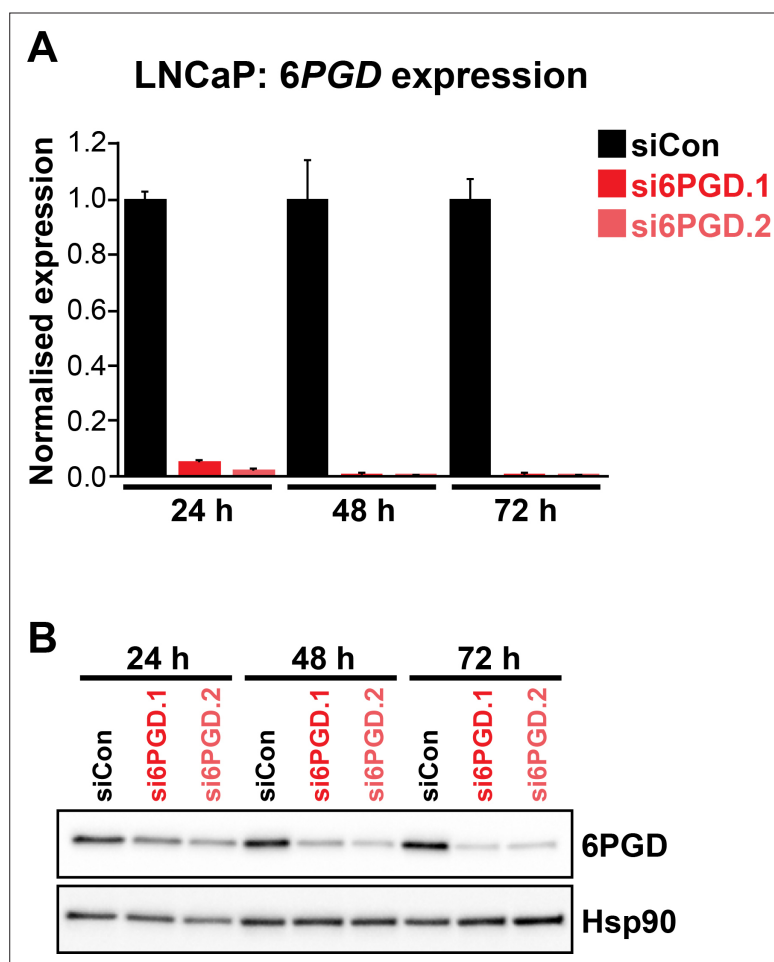 A
LNCaP: 6PGD expression
Normalised expression
1.2
1.0
0.8
0.6
0.4
0.2
0.0
24 h
48 h
72 h
siCon
si6PGD.1
si6PGD.2
B
24 h
48 h
72 h
siCon
si6PGD.1
si6PGD.2
siCon
si6PGD.1
si6PGD.2
siCon
si6PGD.1
si6PGD.2
6PGD
Hsp90